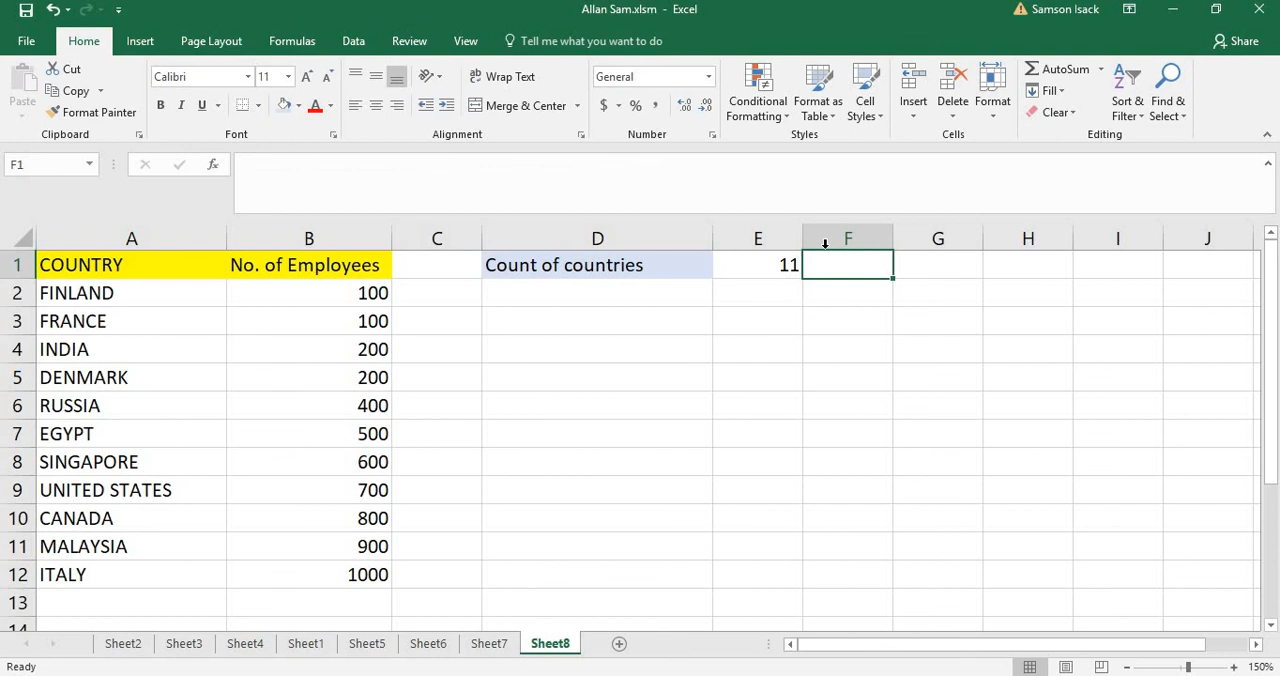 Allan Sam.xlsm - Excel
Samson Isack
File Home Insert Page Layout Formulas Data Review View Tell me what you want to do Share
Paste
Cut
Copy
Format Painter
Clipboard
Calibri 11
B I U A
Font
Wrap Text
Merge & Center
Alignment
General
$ % ,
Number
Conditional Formatting
Format as Table
Cell Styles
Styles
Insert Delete Format
Cells
AutoSum
Fill
Clear
Sort & Filter
Find & Select
Editing
F1 fx
A B C D E F G H I J
1 COUNTRY No. of Employees Count of countries 11
2 FINLAND 100
3 FRANCE 100
4 INDIA 200
5 DENMARK 200
6 RUSSIA 400
7 EGYPT 500
8 SINGAPORE 600
9 UNITED STATES 700
10 CANADA 800
11 MALAYSIA 900
12 ITALY 1000
13
14
Sheet2 Sheet3 Sheet4 Sheet1 Sheet5 Sheet6 Sheet7 Sheet8
Ready 150%